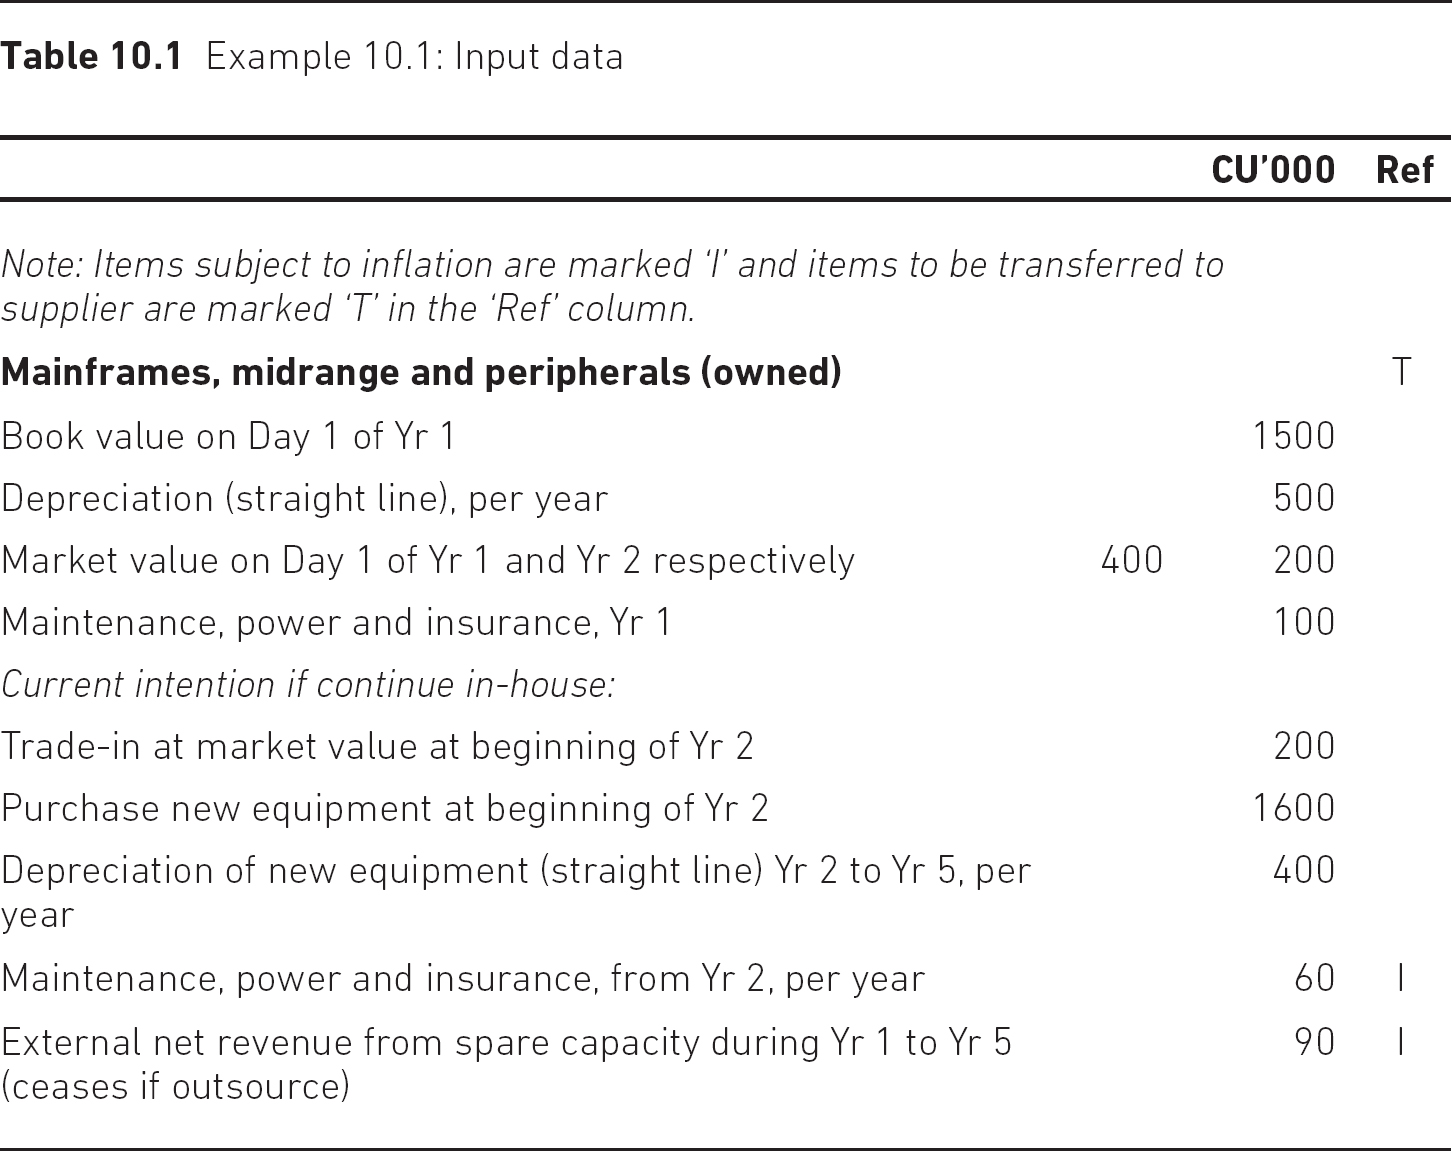 Table 10.1 Example 10.1: Input data
CU’000 Ref
Note: Items subject to inflation are marked ‘I’ and items to be transferred to
supplier are marked ‘T’ in the ‘Ref’ column.
Mainframes, midrange and peripherals (owned) T
Book value on Day 1 of Yr 1 1500
Depreciation (straight line), per year 500
Market value on Day 1 of Yr 1 and Yr 2 respectively 400 200
Maintenance, power and insurance, Yr 1 100
Current intention if continue in-house:
Trade-in at market value at beginning of Yr 2 200
Purchase new equipment at beginning of Yr 2 1600
Depreciation of new equipment (straight line) Yr 2 to Yr 5, per 400
year
Maintenance, power and insurance, from Yr 2, per year 60 I
External net revenue from spare capacity during Yr 1 to Yr 5 90 I
(ceases if outsource)